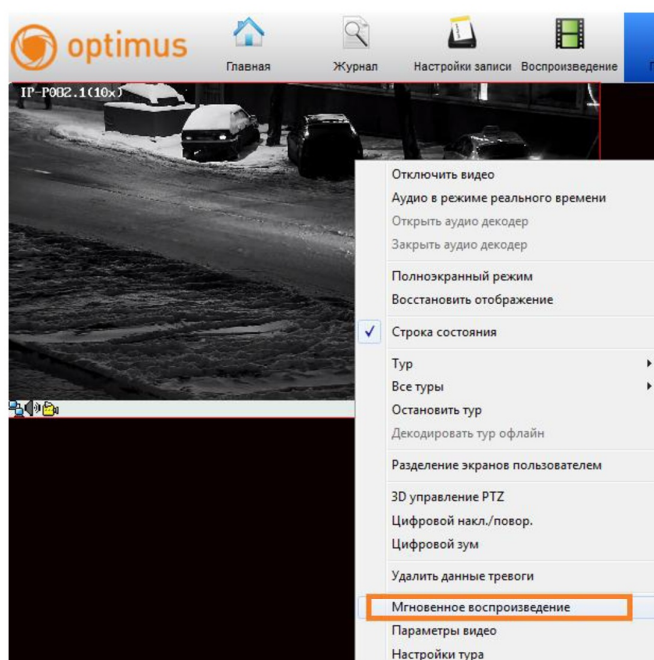 optimus
Главная
Журнал
Настройки записи
Воспроизведение
IP-P002.1(10x)
Отключить видео
Аудио в режиме реального времени
Открыть аудио декодер
Закрыть аудио декодер
Полноэкранный режим
Восстановить отображение
Строка состояния
Тур
Все туры
Остановить тур
Декодировать тур офлайн
Разделение экранов пользователем
3D управление PTZ
Цифровой накл./повор.
Цифровой зум
Удалить данные тревоги
Мгновенное воспроизведение
Параметры видео
Настройки тура